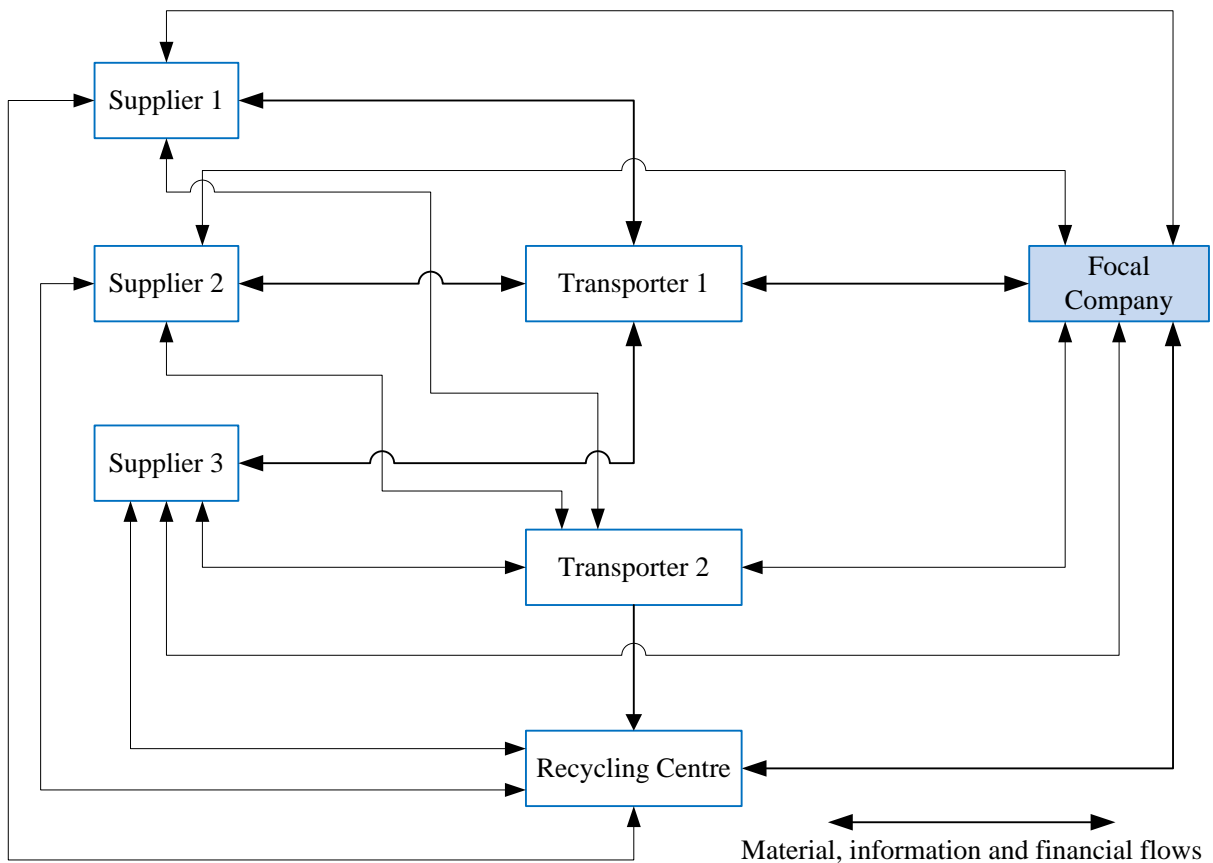 Supplier 1
Supplier 2
Transporter 1
Focal
Company
Supplier 3
Transporter 2
Recycling Centre
Material, information and financial flows